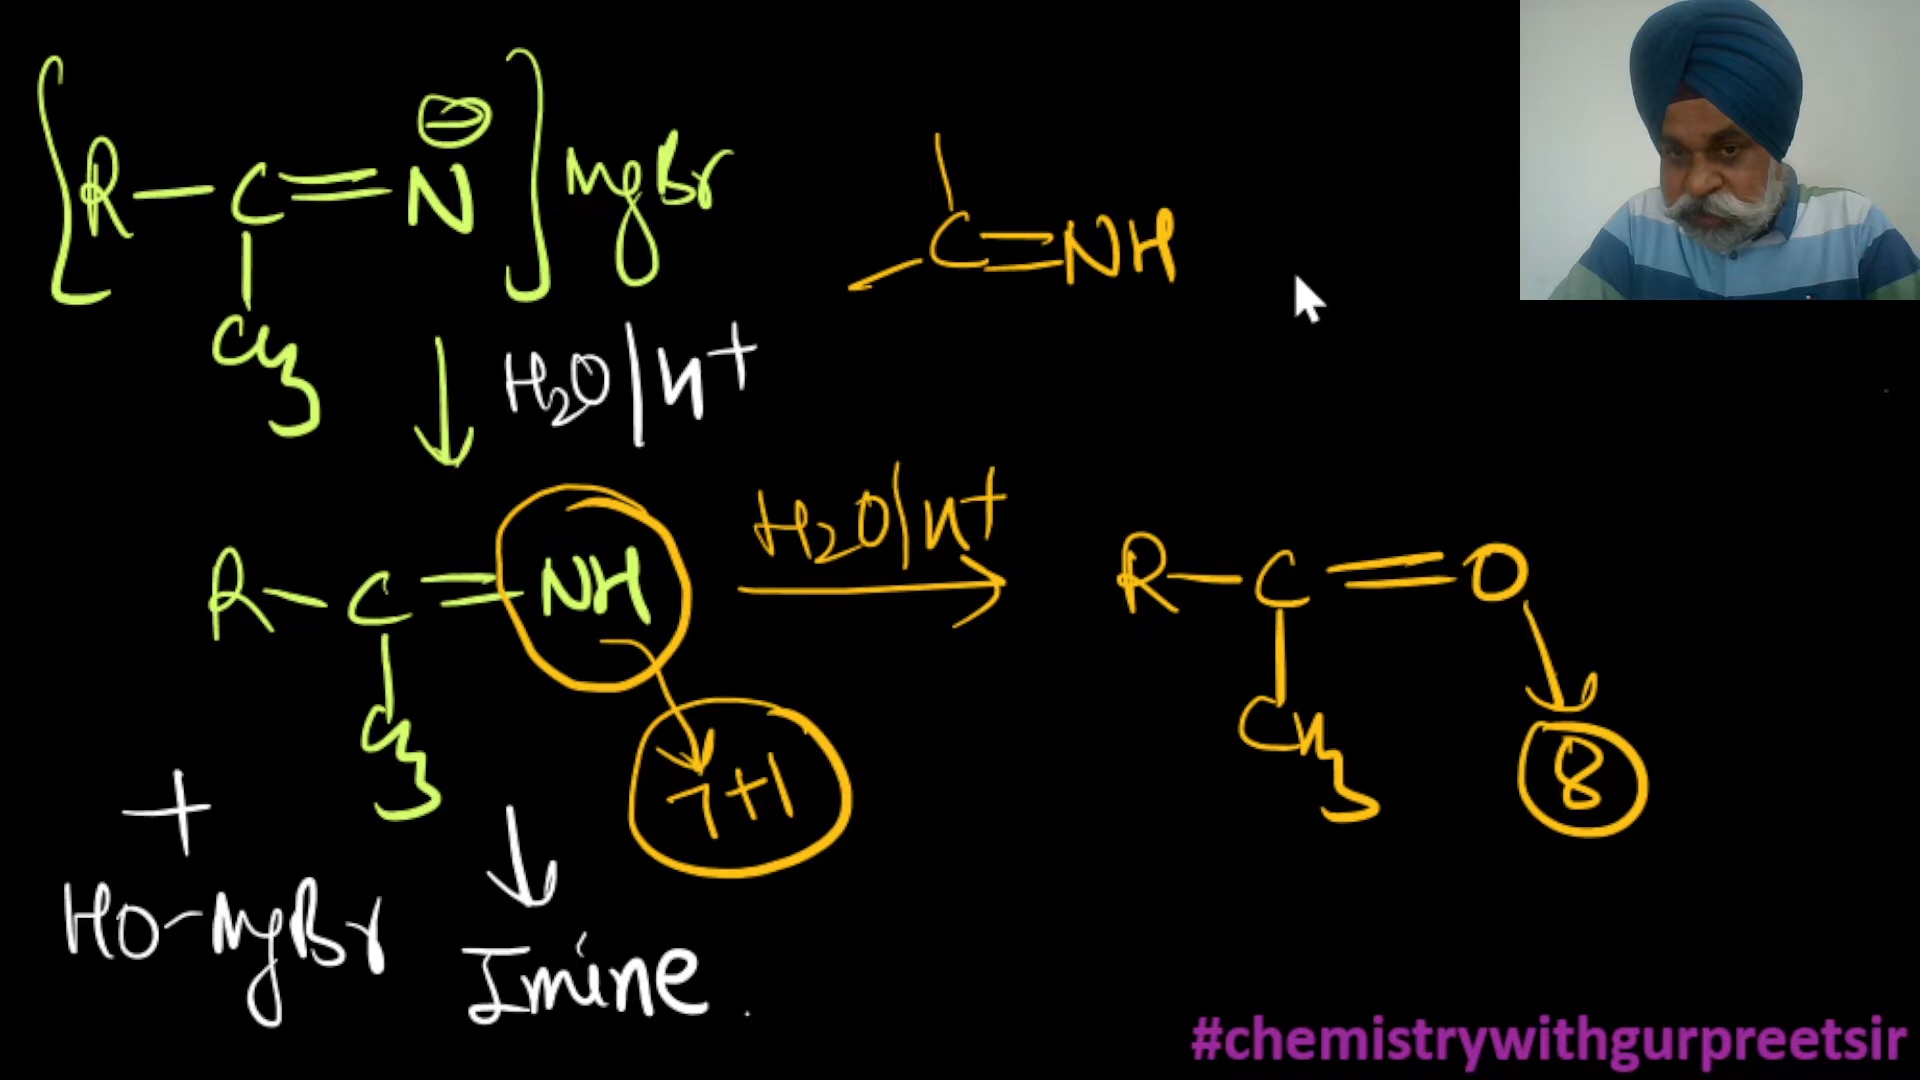 [R—C=N⊖]MgBr
CH3
C=NH
H2O/H+
R—C=NH
CH3
7+1
H2O/H+
R—C=O
CH3
8
+
HO—MgBr
Imine.
#chemistrywithgurpreetsir